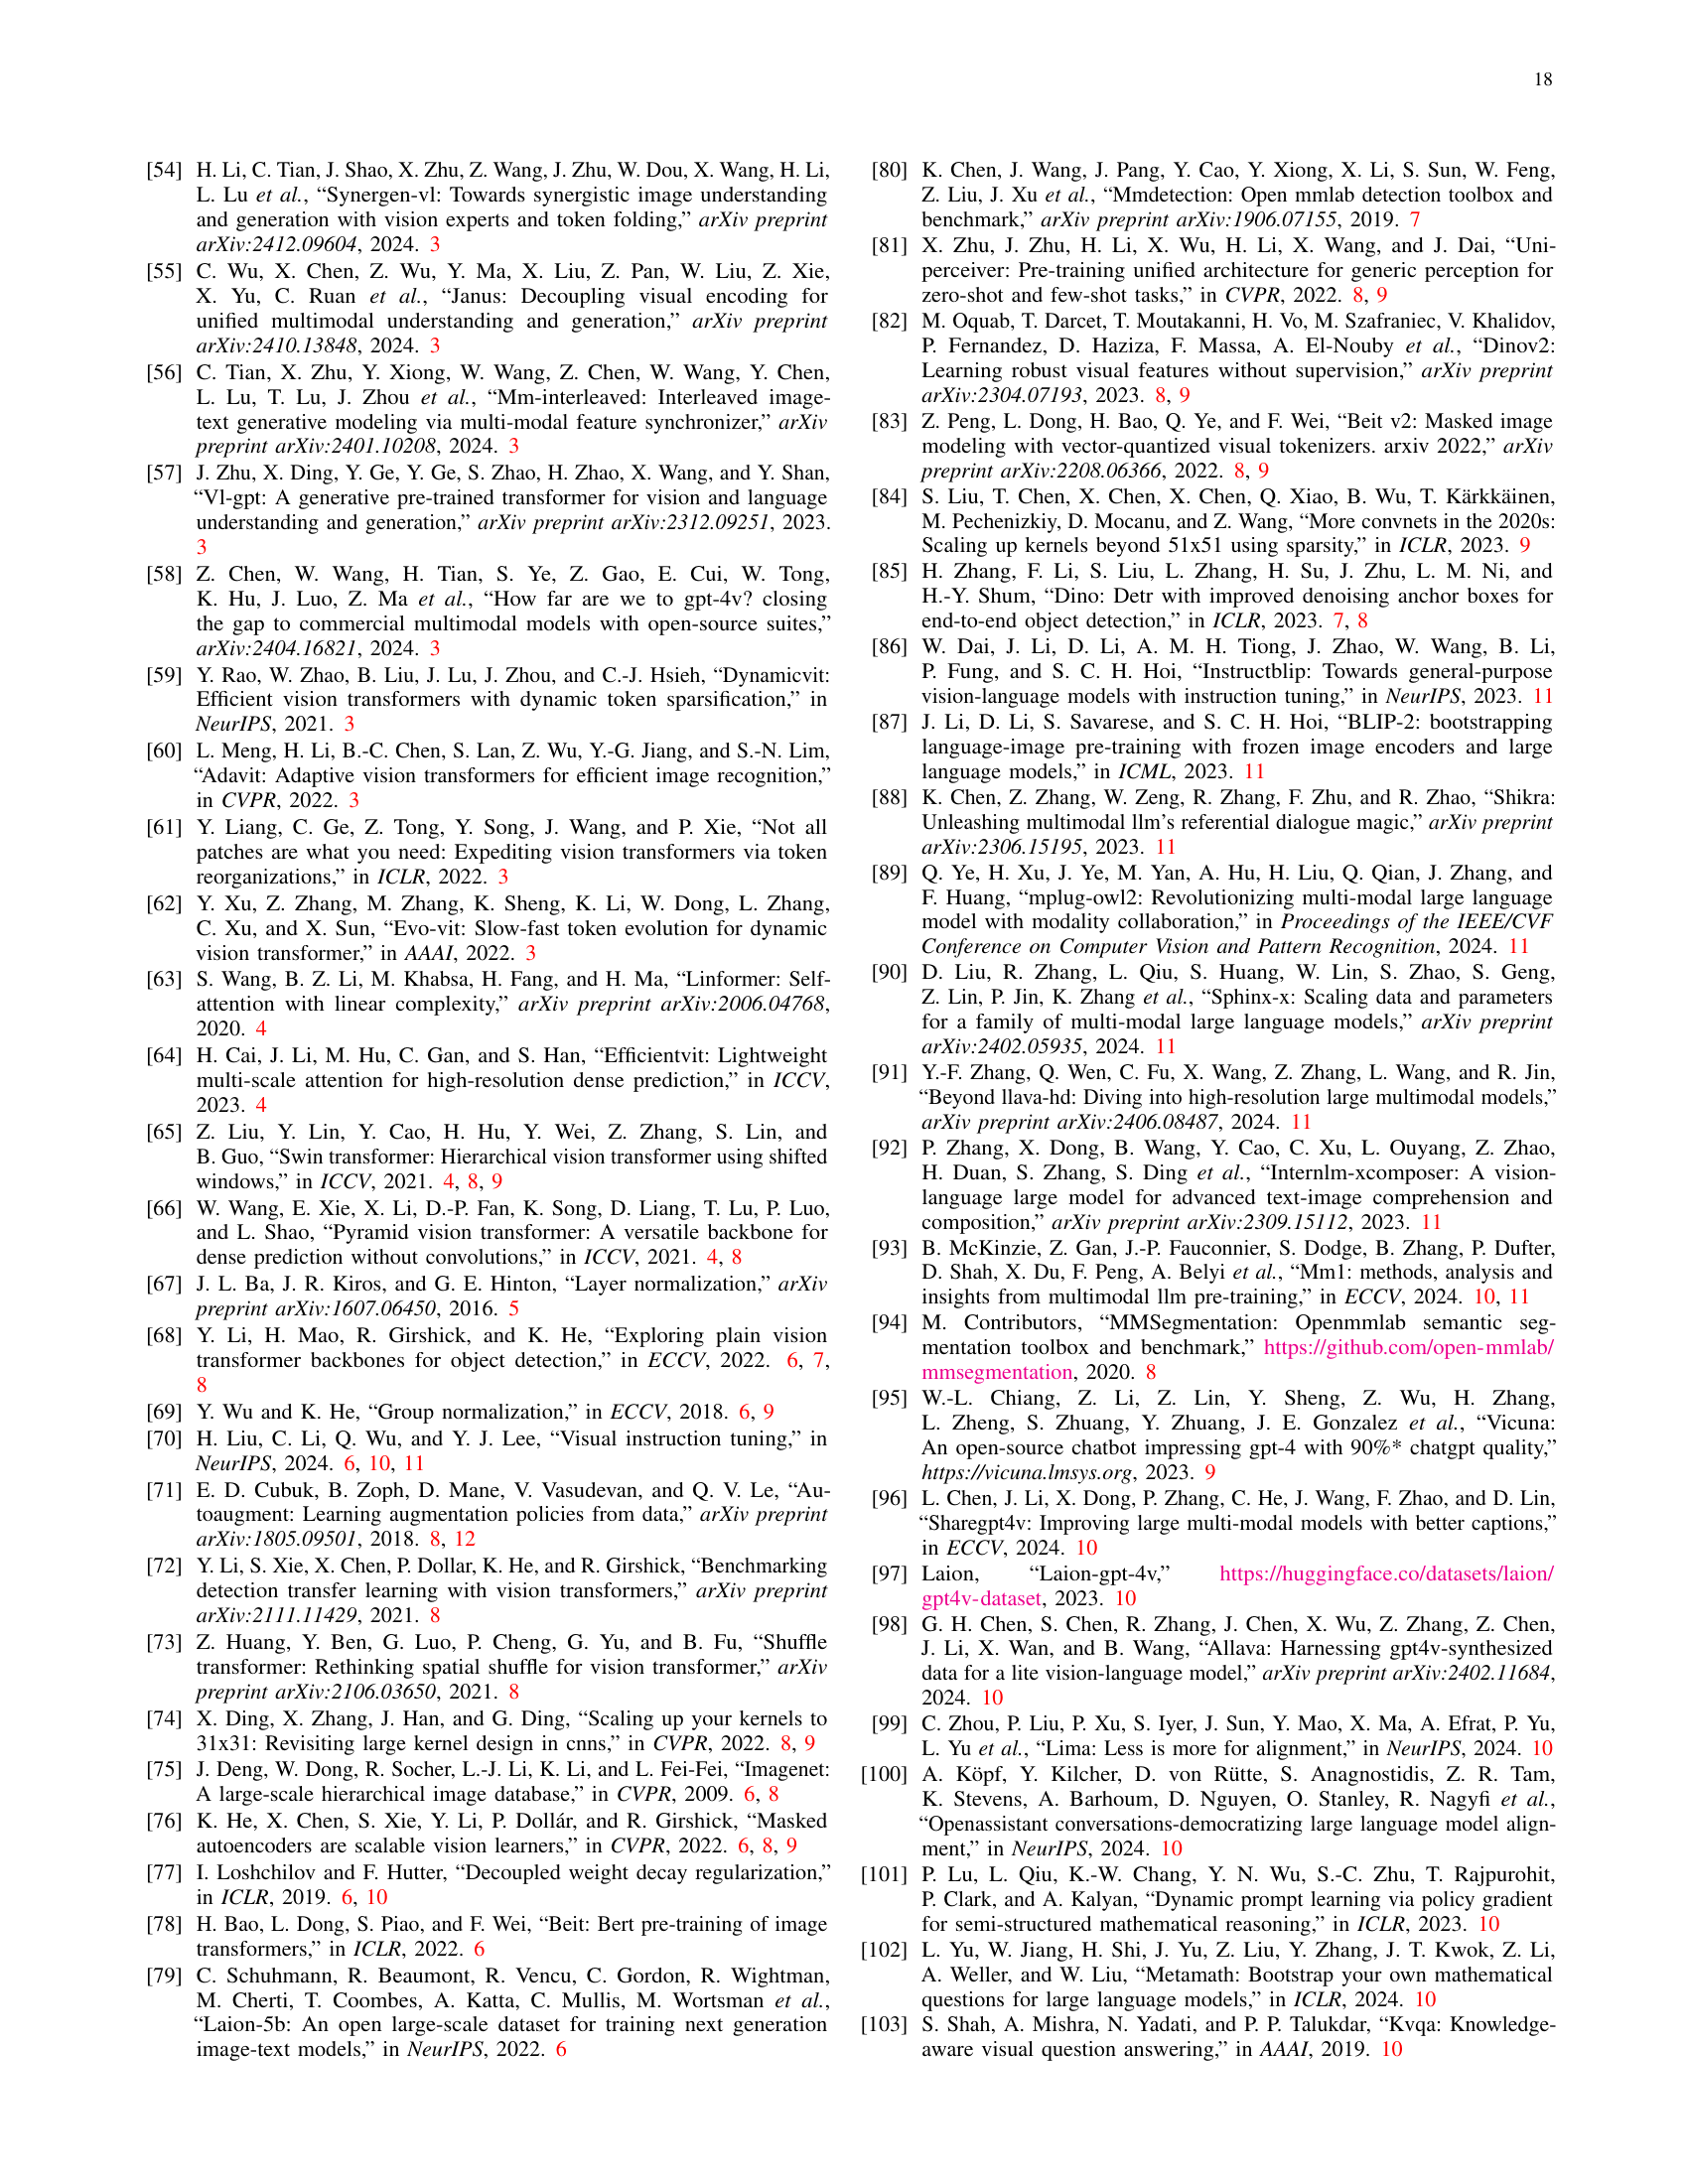 18
[54] H. Li, C. Tian, J. Shao, X. Zhu, Z. Wang, J. Zhu, W. Dou, X. Wang, H. Li,
L. Lu et al., “Synergen-vl: Towards synergistic image understanding
and generation with vision experts and token folding,” arXiv preprint
arXiv:2412.09604, 2024. 3
[55] C. Wu, X. Chen, Z. Wu, Y. Ma, X. Liu, Z. Pan, W. Liu, Z. Xie,
X. Yu, C. Ruan et al., “Janus: Decoupling visual encoding for
unified multimodal understanding and generation,” arXiv preprint
arXiv:2410.13848, 2024. 3
[56] C. Tian, X. Zhu, Y. Xiong, W. Wang, Z. Chen, W. Wang, Y. Chen,
L. Lu, T. Lu, J. Zhou et al., “Mm-interleaved: Interleaved image-
text generative modeling via multi-modal feature synchronizer,” arXiv
preprint arXiv:2401.10208, 2024. 3
[57] J. Zhu, X. Ding, Y. Ge, Y. Ge, S. Zhao, H. Zhao, X. Wang, and Y. Shan,
“Vl-gpt: A generative pre-trained transformer for vision and language
understanding and generation,” arXiv preprint arXiv:2312.09251, 2023.
3
[58] Z. Chen, W. Wang, H. Tian, S. Ye, Z. Gao, E. Cui, W. Tong,
K. Hu, J. Luo, Z. Ma et al., “How far are we to gpt-4v? closing
the gap to commercial multimodal models with open-source suites,”
arXiv:2404.16821, 2024. 3
[59] Y. Rao, W. Zhao, B. Liu, J. Lu, J. Zhou, and C.-J. Hsieh, “Dynamicvit:
Efficient vision transformers with dynamic token sparsification,” in
NeurIPS, 2021. 3
[60] L. Meng, H. Li, B.-C. Chen, S. Lan, Z. Wu, Y.-G. Jiang, and S.-N. Lim,
“Adavit: Adaptive vision transformers for efficient image recognition,”
in CVPR, 2022. 3
[61] Y. Liang, C. Ge, Z. Tong, Y. Song, J. Wang, and P. Xie, “Not all
patches are what you need: Expediting vision transformers via token
reorganizations,” in ICLR, 2022. 3
[62] Y. Xu, Z. Zhang, M. Zhang, K. Sheng, K. Li, W. Dong, L. Zhang,
C. Xu, and X. Sun, “Evo-vit: Slow-fast token evolution for dynamic
vision transformer,” in AAAI, 2022. 3
[63] S. Wang, B. Z. Li, M. Khabsa, H. Fang, and H. Ma, “Linformer: Self-
attention with linear complexity,” arXiv preprint arXiv:2006.04768,
2020. 4
[64] H. Cai, J. Li, M. Hu, C. Gan, and S. Han, “Efficientvit: Lightweight
multi-scale attention for high-resolution dense prediction,” in ICCV,
2023. 4
[65] Z. Liu, Y. Lin, Y. Cao, H. Hu, Y. Wei, Z. Zhang, S. Lin, and
B. Guo, “Swin transformer: Hierarchical vision transformer using shifted
windows,” in ICCV, 2021. 4, 8, 9
[66] W. Wang, E. Xie, X. Li, D.-P. Fan, K. Song, D. Liang, T. Lu, P. Luo,
and L. Shao, “Pyramid vision transformer: A versatile backbone for
dense prediction without convolutions,” in ICCV, 2021. 4, 8
[67] J. L. Ba, J. R. Kiros, and G. E. Hinton, “Layer normalization,” arXiv
preprint arXiv:1607.06450, 2016. 5
[68] Y. Li, H. Mao, R. Girshick, and K. He, “Exploring plain vision
transformer backbones for object detection,” in ECCV, 2022. 6, 7,
8
[69] Y. Wu and K. He, “Group normalization,” in ECCV, 2018. 6, 9
[70] H. Liu, C. Li, Q. Wu, and Y. J. Lee, “Visual instruction tuning,” in
NeurIPS, 2024. 6, 10, 11
[71] E. D. Cubuk, B. Zoph, D. Mane, V. Vasudevan, and Q. V. Le, “Au-
toaugment: Learning augmentation policies from data,” arXiv preprint
arXiv:1805.09501, 2018. 8, 12
[72] Y. Li, S. Xie, X. Chen, P. Dollar, K. He, and R. Girshick, “Benchmarking
detection transfer learning with vision transformers,” arXiv preprint
arXiv:2111.11429, 2021. 8
[73] Z. Huang, Y. Ben, G. Luo, P. Cheng, G. Yu, and B. Fu, “Shuffle
transformer: Rethinking spatial shuffle for vision transformer,” arXiv
preprint arXiv:2106.03650, 2021. 8
[74] X. Ding, X. Zhang, J. Han, and G. Ding, “Scaling up your kernels to
31x31: Revisiting large kernel design in cnns,” in CVPR, 2022. 8, 9
[75] J. Deng, W. Dong, R. Socher, L.-J. Li, K. Li, and L. Fei-Fei, “Imagenet:
A large-scale hierarchical image database,” in CVPR, 2009. 6, 8
[76] K. He, X. Chen, S. Xie, Y. Li, P. Dollár, and R. Girshick, “Masked
autoencoders are scalable vision learners,” in CVPR, 2022. 6, 8, 9
[77] I. Loshchilov and F. Hutter, “Decoupled weight decay regularization,”
in ICLR, 2019. 6, 10
[78] H. Bao, L. Dong, S. Piao, and F. Wei, “Beit: Bert pre-training of image
transformers,” in ICLR, 2022. 6
[79] C. Schuhmann, R. Beaumont, R. Vencu, C. Gordon, R. Wightman,
M. Cherti, T. Coombes, A. Katta, C. Mullis, M. Wortsman et al.,
“Laion-5b: An open large-scale dataset for training next generation
image-text models,” in NeurIPS, 2022. 6
[80] K. Chen, J. Wang, J. Pang, Y. Cao, Y. Xiong, X. Li, S. Sun, W. Feng,
Z. Liu, J. Xu et al., “Mmdetection: Open mmlab detection toolbox and
benchmark,” arXiv preprint arXiv:1906.07155, 2019. 7
[81] X. Zhu, J. Zhu, H. Li, X. Wu, H. Li, X. Wang, and J. Dai, “Uni-
perceiver: Pre-training unified architecture for generic perception for
zero-shot and few-shot tasks,” in CVPR, 2022. 8, 9
[82] M. Oquab, T. Darcet, T. Moutakanni, H. Vo, M. Szafraniec, V. Khalidov,
P. Fernandez, D. Haziza, F. Massa, A. El-Nouby et al., “Dinov2:
Learning robust visual features without supervision,” arXiv preprint
arXiv:2304.07193, 2023. 8, 9
[83] Z. Peng, L. Dong, H. Bao, Q. Ye, and F. Wei, “Beit v2: Masked image
modeling with vector-quantized visual tokenizers. arxiv 2022,” arXiv
preprint arXiv:2208.06366, 2022. 8, 9
[84] S. Liu, T. Chen, X. Chen, X. Chen, Q. Xiao, B. Wu, T. Kärkkäinen,
M. Pechenizkiy, D. Mocanu, and Z. Wang, “More convnets in the 2020s:
Scaling up kernels beyond 51x51 using sparsity,” in ICLR, 2023. 9
[85] H. Zhang, F. Li, S. Liu, L. Zhang, H. Su, J. Zhu, L. M. Ni, and
H.-Y. Shum, “Dino: Detr with improved denoising anchor boxes for
end-to-end object detection,” in ICLR, 2023. 7, 8
[86] W. Dai, J. Li, D. Li, A. M. H. Tiong, J. Zhao, W. Wang, B. Li,
P. Fung, and S. C. H. Hoi, “Instructblip: Towards general-purpose
vision-language models with instruction tuning,” in NeurIPS, 2023. 11
[87] J. Li, D. Li, S. Savarese, and S. C. H. Hoi, “BLIP-2: bootstrapping
language-image pre-training with frozen image encoders and large
language models,” in ICML, 2023. 11
[88] K. Chen, Z. Zhang, W. Zeng, R. Zhang, F. Zhu, and R. Zhao, “Shikra:
Unleashing multimodal llm’s referential dialogue magic,” arXiv preprint
arXiv:2306.15195, 2023. 11
[89] Q. Ye, H. Xu, J. Ye, M. Yan, A. Hu, H. Liu, Q. Qian, J. Zhang, and
F. Huang, “mplug-owl2: Revolutionizing multi-modal large language
model with modality collaboration,” in Proceedings of the IEEE/CVF
Conference on Computer Vision and Pattern Recognition, 2024. 11
[90] D. Liu, R. Zhang, L. Qiu, S. Huang, W. Lin, S. Zhao, S. Geng,
Z. Lin, P. Jin, K. Zhang et al., “Sphinx-x: Scaling data and parameters
for a family of multi-modal large language models,” arXiv preprint
arXiv:2402.05935, 2024. 11
[91] Y.-F. Zhang, Q. Wen, C. Fu, X. Wang, Z. Zhang, L. Wang, and R. Jin,
“Beyond llava-hd: Diving into high-resolution large multimodal models,”
arXiv preprint arXiv:2406.08487, 2024. 11
[92] P. Zhang, X. Dong, B. Wang, Y. Cao, C. Xu, L. Ouyang, Z. Zhao,
H. Duan, S. Zhang, S. Ding et al., “Internlm-xcomposer: A vision-
language large model for advanced text-image comprehension and
composition,” arXiv preprint arXiv:2309.15112, 2023. 11
[93] B. McKinzie, Z. Gan, J.-P. Fauconnier, S. Dodge, B. Zhang, P. Dufter,
D. Shah, X. Du, F. Peng, A. Belyi et al., “Mm1: methods, analysis and
insights from multimodal llm pre-training,” in ECCV, 2024. 10, 11
[94] M. Contributors, “MMSegmentation: Openmmlab semantic seg-
mentation toolbox and benchmark,” https://github.com/open-mmlab/
mmsegmentation, 2020. 8
[95] W.-L. Chiang, Z. Li, Z. Lin, Y. Sheng, Z. Wu, H. Zhang,
L. Zheng, S. Zhuang, Y. Zhuang, J. E. Gonzalez et al., “Vicuna:
An open-source chatbot impressing gpt-4 with 90%* chatgpt quality,”
https://vicuna.lmsys.org, 2023. 9
[96] L. Chen, J. Li, X. Dong, P. Zhang, C. He, J. Wang, F. Zhao, and D. Lin,
“Sharegpt4v: Improving large multi-modal models with better captions,”
in ECCV, 2024. 10
[97] Laion, “Laion-gpt-4v,” https://huggingface.co/datasets/laion/
gpt4v-dataset, 2023. 10
[98] G. H. Chen, S. Chen, R. Zhang, J. Chen, X. Wu, Z. Zhang, Z. Chen,
J. Li, X. Wan, and B. Wang, “Allava: Harnessing gpt4v-synthesized
data for a lite vision-language model,” arXiv preprint arXiv:2402.11684,
2024. 10
[99] C. Zhou, P. Liu, P. Xu, S. Iyer, J. Sun, Y. Mao, X. Ma, A. Efrat, P. Yu,
L. Yu et al., “Lima: Less is more for alignment,” in NeurIPS, 2024. 10
[100] A. Köpf, Y. Kilcher, D. von Rütte, S. Anagnostidis, Z. R. Tam,
K. Stevens, A. Barhoum, D. Nguyen, O. Stanley, R. Nagyfi et al.,
“Openassistant conversations-democratizing large language model align-
ment,” in NeurIPS, 2024. 10
[101] P. Lu, L. Qiu, K.-W. Chang, Y. N. Wu, S.-C. Zhu, T. Rajpurohit,
P. Clark, and A. Kalyan, “Dynamic prompt learning via policy gradient
for semi-structured mathematical reasoning,” in ICLR, 2023. 10
[102] L. Yu, W. Jiang, H. Shi, J. Yu, Z. Liu, Y. Zhang, J. T. Kwok, Z. Li,
A. Weller, and W. Liu, “Metamath: Bootstrap your own mathematical
questions for large language models,” in ICLR, 2024. 10
[103] S. Shah, A. Mishra, N. Yadati, and P. P. Talukdar, “Kvqa: Knowledge-
aware visual question answering,” in AAAI, 2019. 10